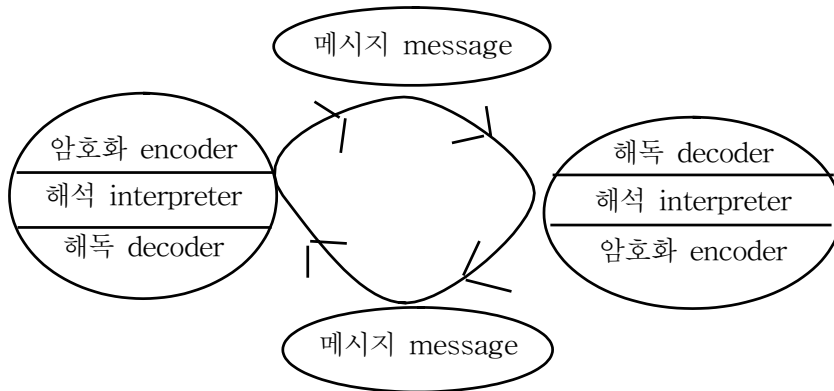 메시지 message
암호화 encoder
해석 interpreter
해독 decoder
해독 decoder
해석 interpreter
암호화 encoder
메시지 message